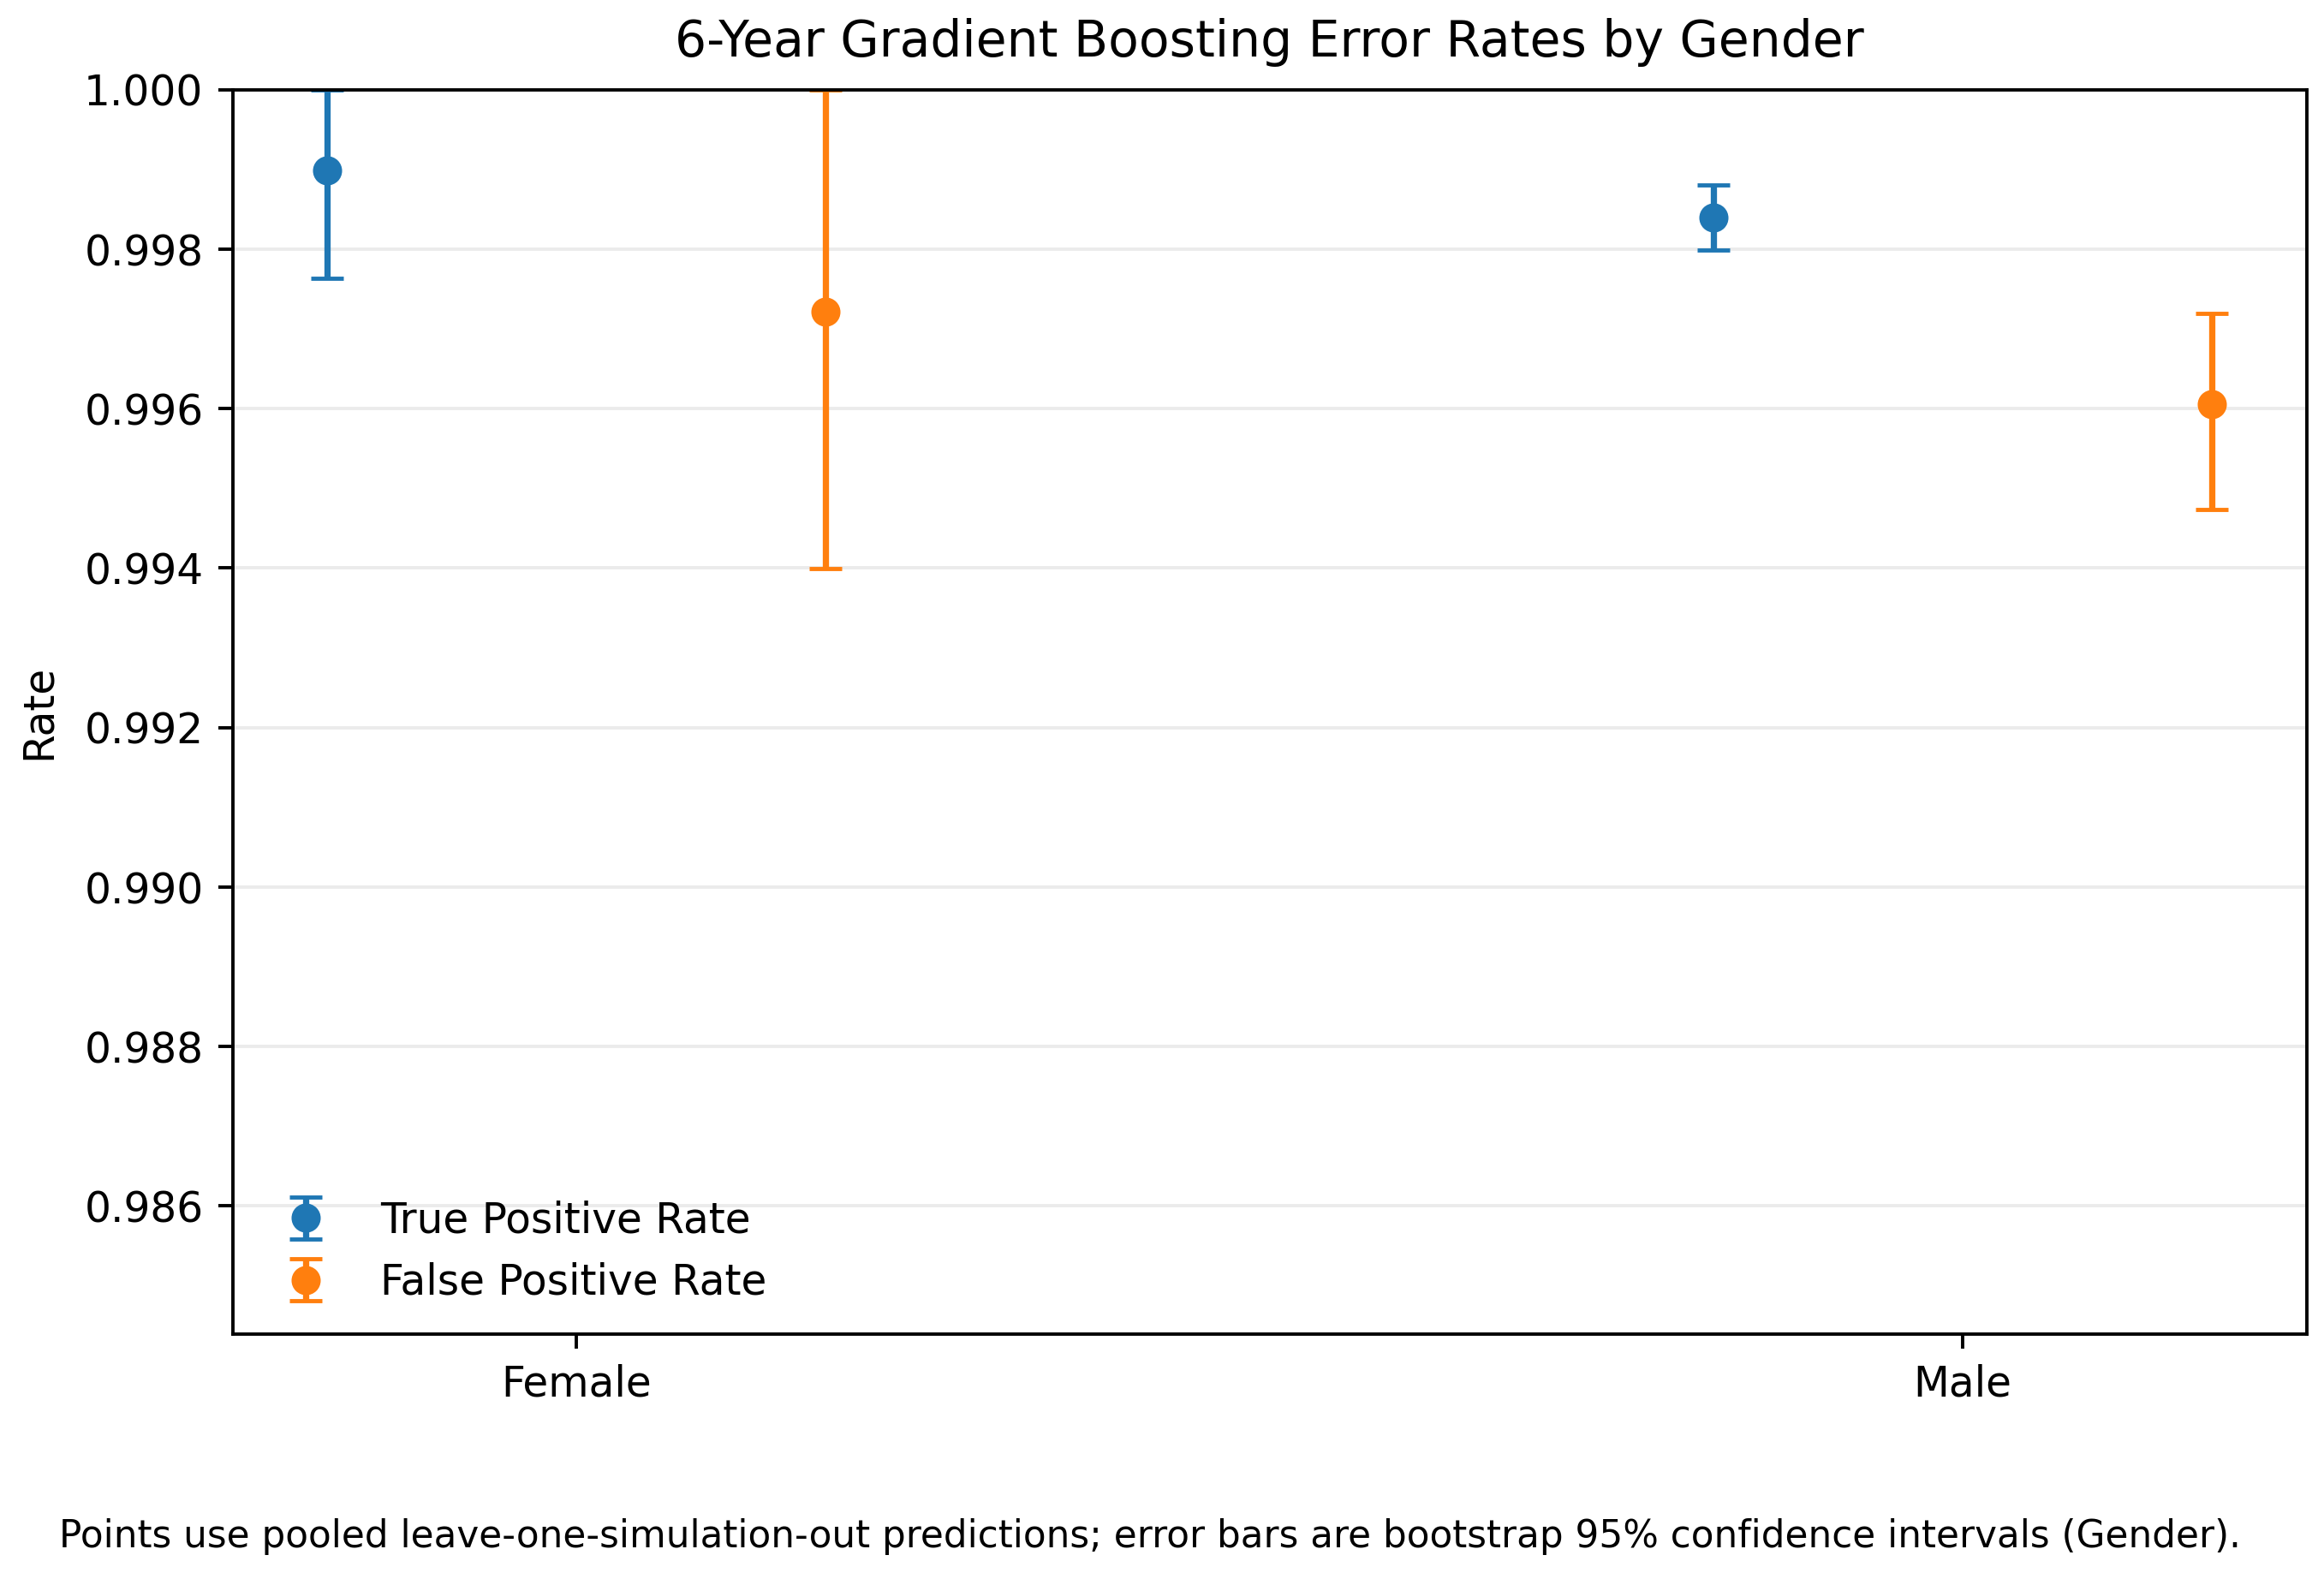 6-Year Gradient Boosting Error Rates by Gender
1.000
0.998
0.996
0.994
0.992
0.990
0.988
0.986
Rate
True Positive Rate
False Positive Rate
Female
Male
Points use pooled leave-one-simulation-out predictions; error bars are bootstrap 95% confidence intervals (Gender).